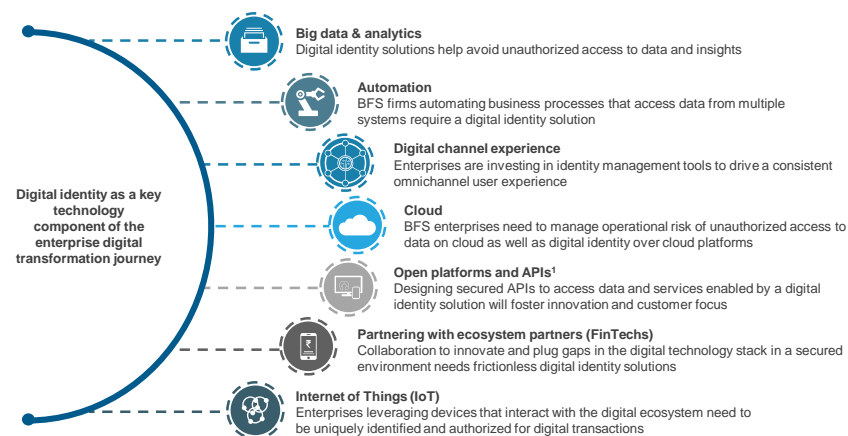 Big data & analytics
Digital identity solutions help avoid unauthorized access to data and insights
Automation
BFS firms automating business processes that access data from multiple
systems require a digital identity solution
Digital channel experience
Enterprises are investing in identity management tools to drive a consistent
omnichannel user experience
Digital identity as a key
technology
component of the
enterprise digital
transformation journey
Cloud
BFS enterprises need to manage operational risk of unauthorized access to
data on cloud as well as digital identity over cloud platforms
Open platforms and APIs¹
Designing secured APIs to access data and services enabled by a digital
identity solution will foster innovation and customer focus
Partnering with ecosystem partners (FinTechs)
Collaboration to innovate and plug gaps in the digital technology stack in a secured
environment needs frictionless digital identity solutions
₹
Internet of Things (IoT)
Enterprises leveraging devices that interact with the digital ecosystem need to
be uniquely identified and authorized for digital transactions